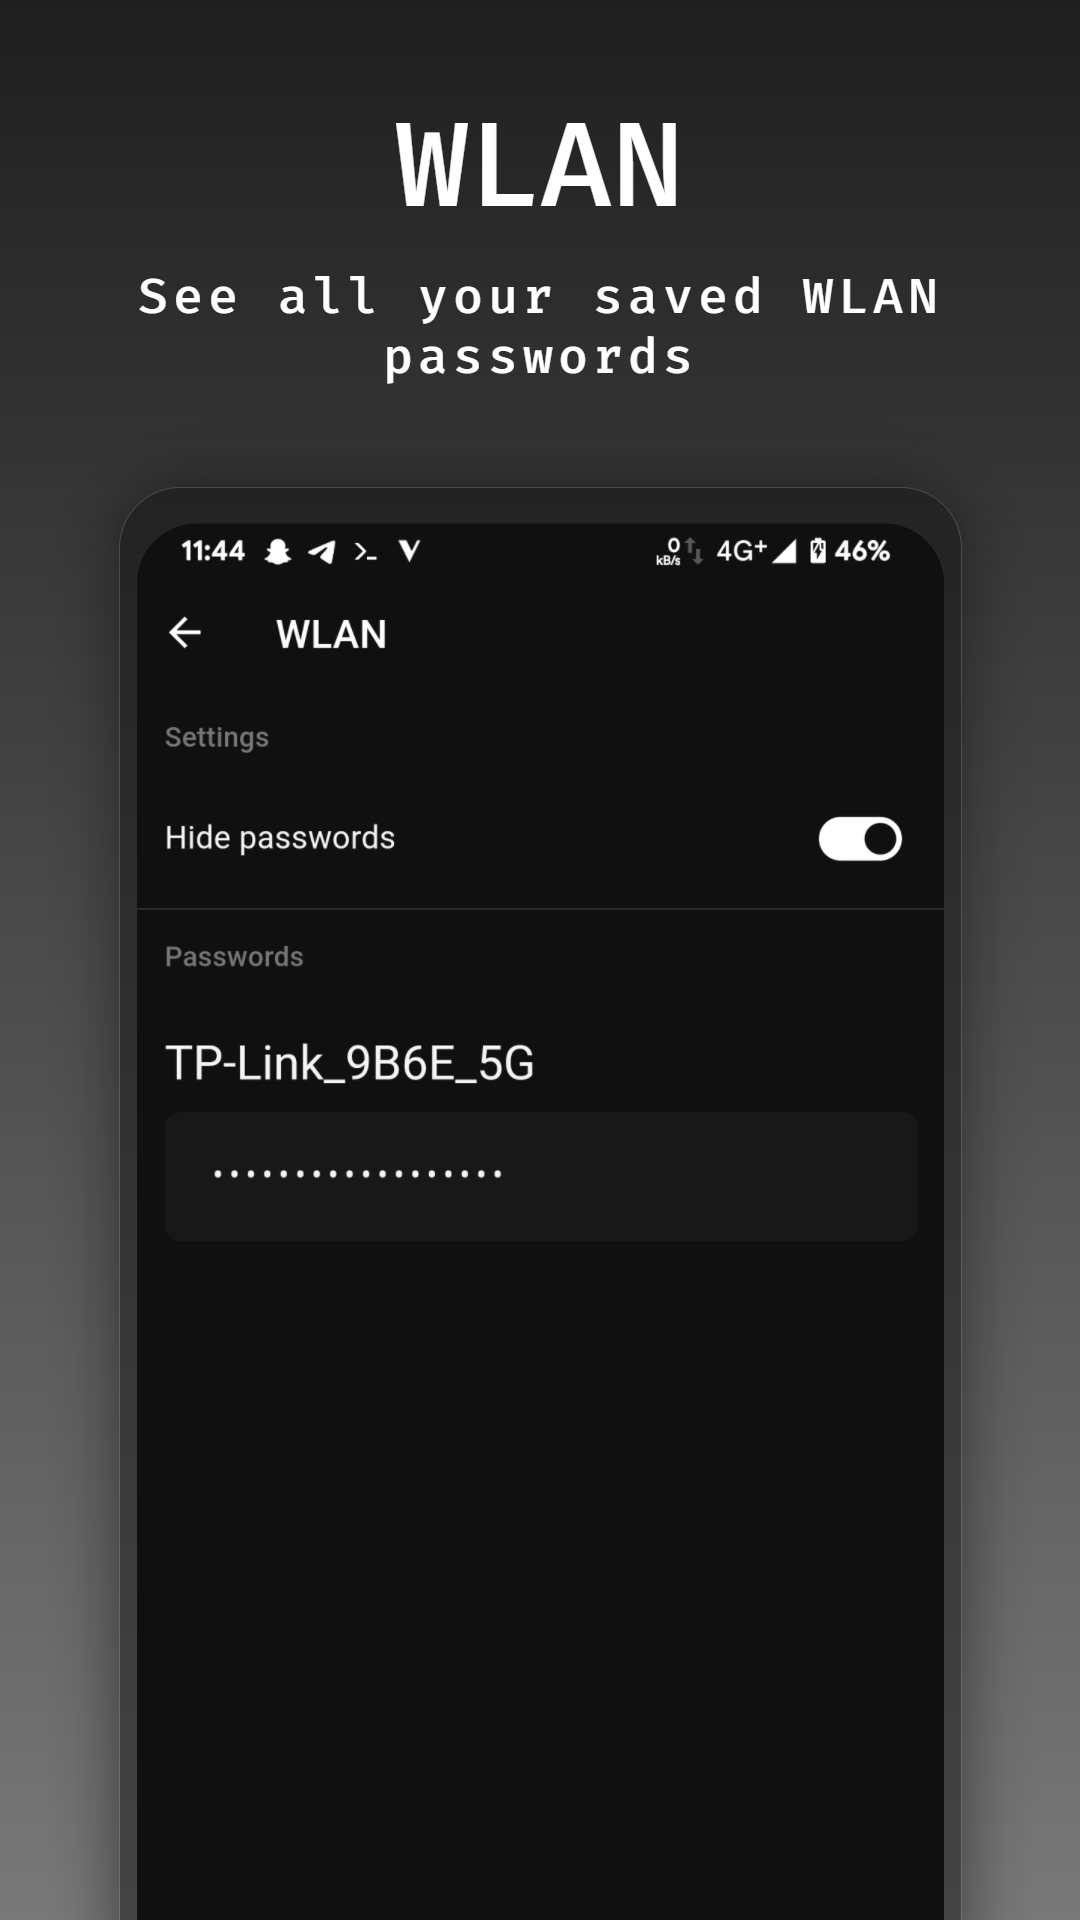 WLAN
See all your saved WLAN
passwords
11:44 0 kB/s 4G+ 46%
WLAN
Settings
Hide passwords
Passwords
TP-Link_9B6E_5G
••••••••••••••••••